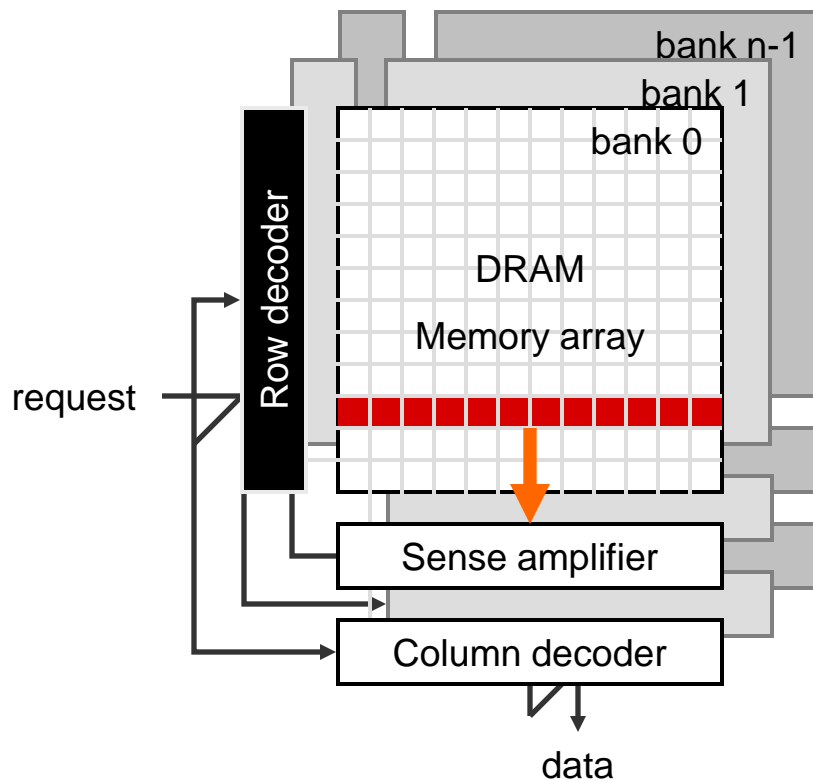 bank n-1
bank 1
bank 0
Row decoder
DRAM
Memory array
request
Sense amplifier
Column decoder
data